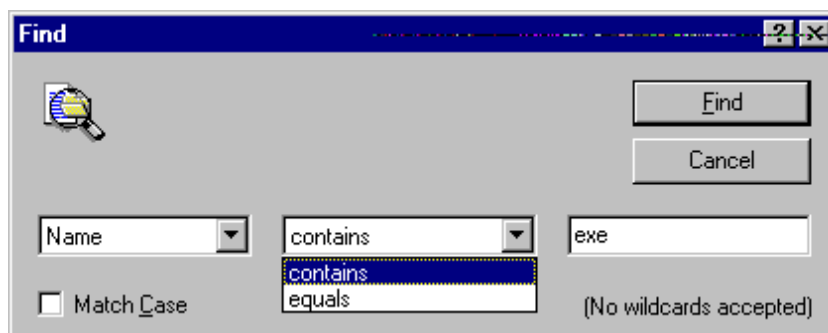 Find
Find
Cancel
Name contains exe
contains
equals
Match Case (No wildcards accepted)